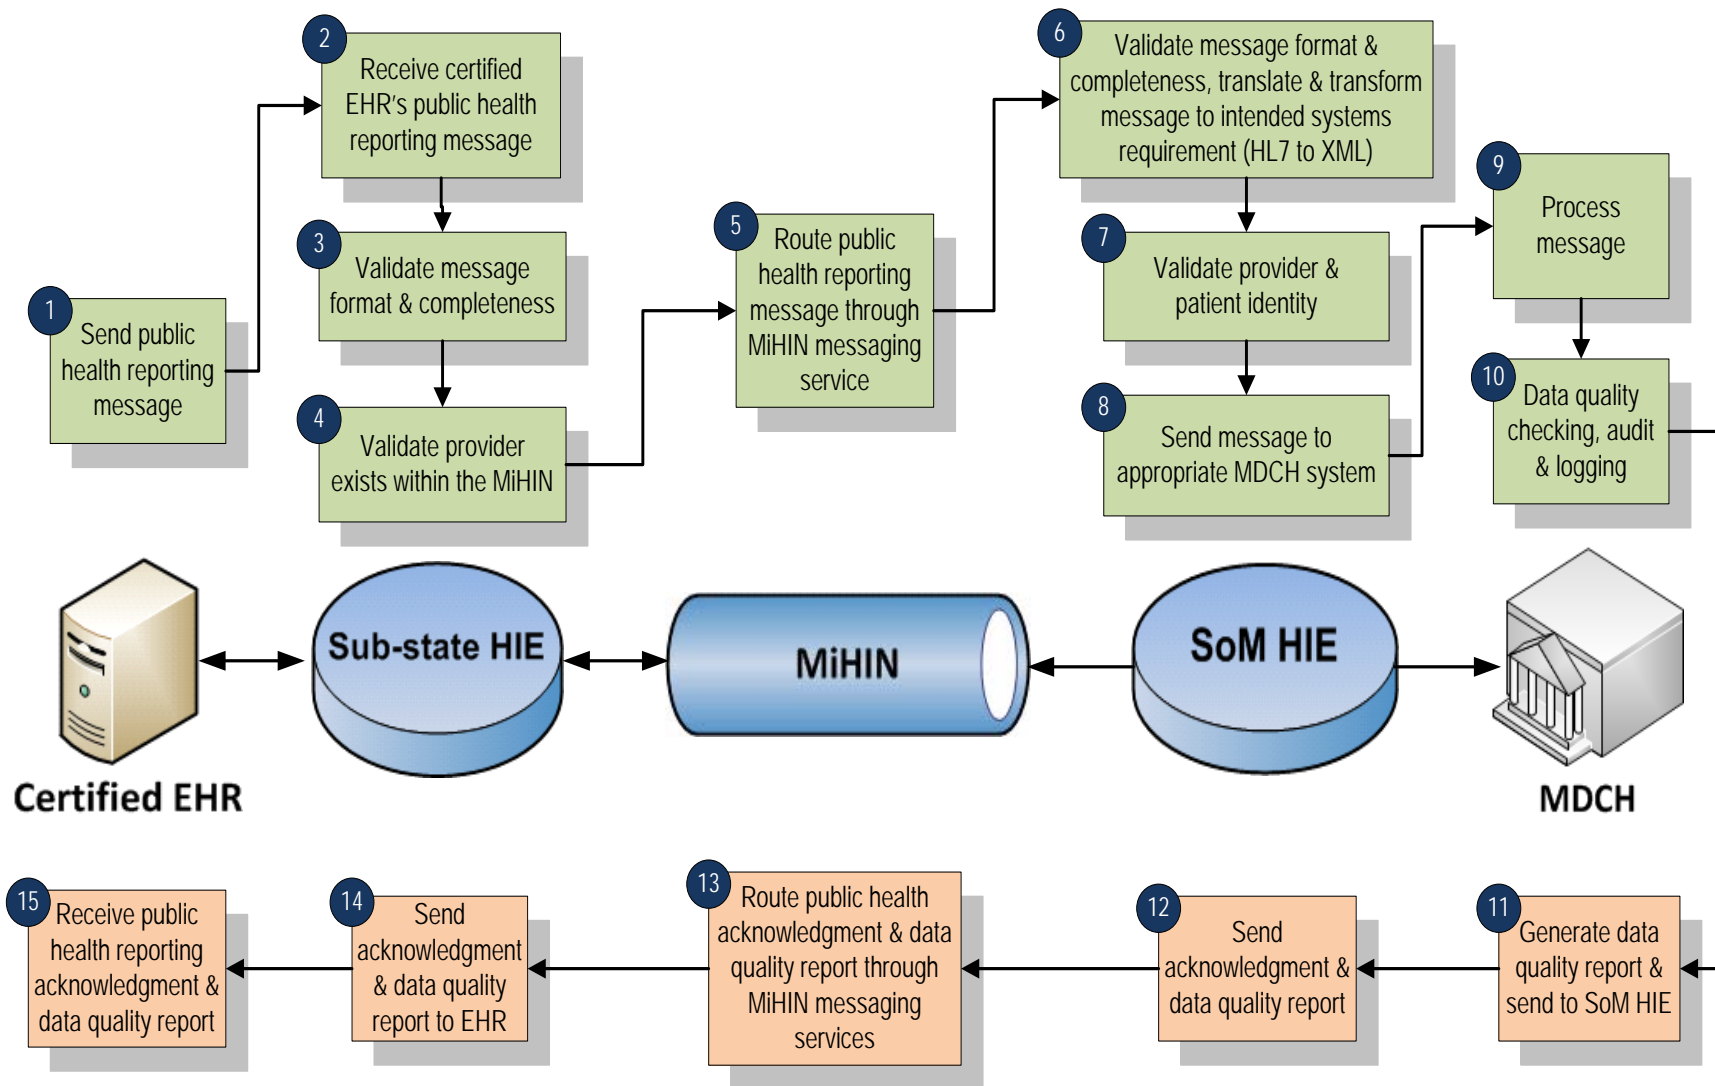 1
Send public
health reporting
message
2
Receive certified
EHR's public health
reporting message
3
Validate message
format & completeness
4
Validate provider
exists within the MiHIN
5
Route public
health reporting
message through
MiHIN messaging
service
6
Validate message format &
completeness, translate & transform
message to intended systems
requirement (HL7 to XML)
7
Validate provider &
patient identity
8
Send message to
appropriate MDCH system
9
Process
message
10
Data quality
checking, audit
& logging
Certified EHR
Sub-state HIE
MiHIN
SoM HIE
MDCH
11
Generate data
quality report &
send to SoM HIE
12
Send
acknowledgment &
data quality report
13
Route public health
acknowledgment & data
quality report through
MiHIN messaging
services
14
Send
acknowledgment
& data quality
report to EHR
15
Receive public
health reporting
acknowledgment &
data quality report